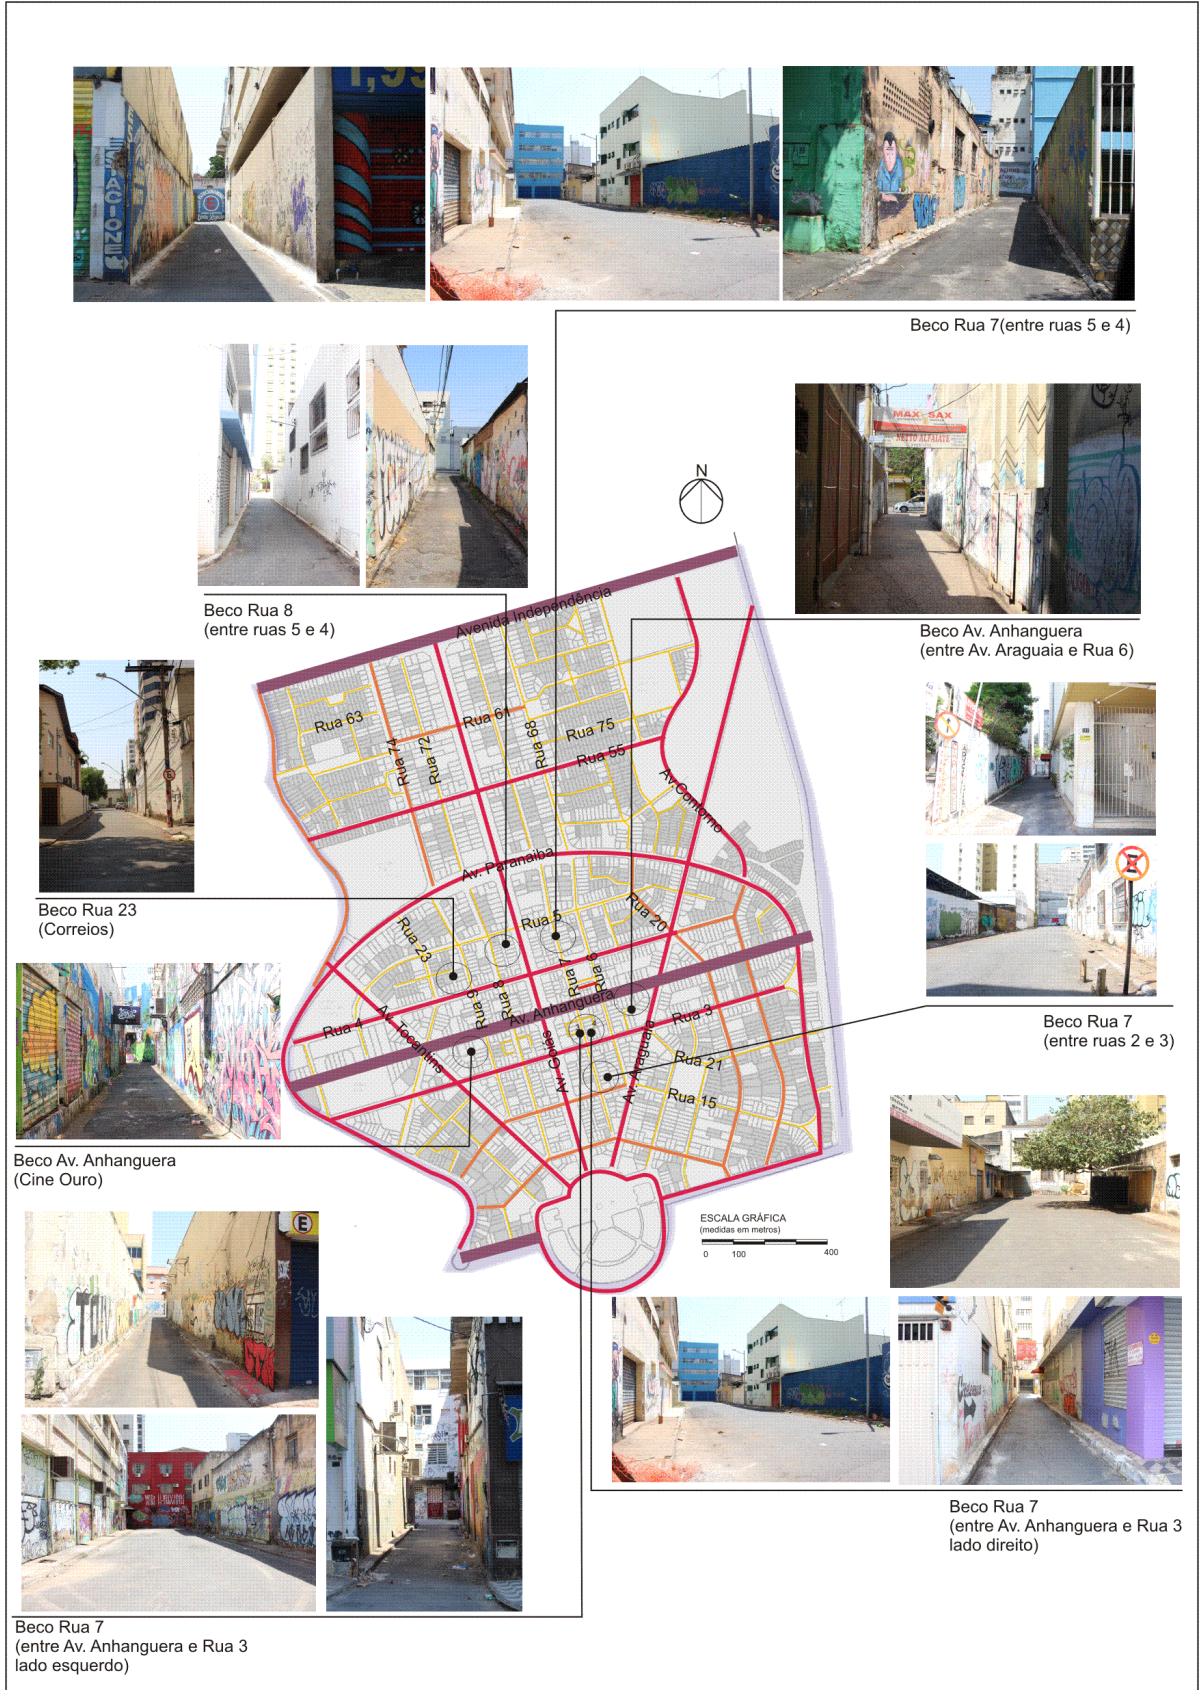 1,99
ESTACIONE
Beco Rua 7(entre ruas 5 e 4)
MAX SAX
NETTO ALFAIATE
N
Beco Rua 8
(entre ruas 5 e 4)
Beco Av. Anhanguera
(entre Av. Araguaia e Rua 6)
Avenida Independência
Rua 63
Rua 61
Rua 68
Rua 75
Rua 74
Rua 72
Rua 55
Av.Contorno
Av. Paranaiba
Beco Rua 23
(Correios)
Rua 23
Rua 5
Rua 20
Rua 7
Rua 6
Rua 9
Rua 8
Av. Anhanguera
Rua 4
Av. Tocantins
Av. Goiás
Rua 3
Av. Araguaia
Rua 21
Rua 15
Beco Rua 7
(entre ruas 2 e 3)
Beco Av. Anhanguera
(Cine Ouro)
ESCALA GRÁFICA
(medidas em metros)
0 100 400
E
Beco Rua 7
(entre Av. Anhanguera e Rua 3
lado direito)
Beco Rua 7
(entre Av. Anhanguera e Rua 3
lado esquerdo)